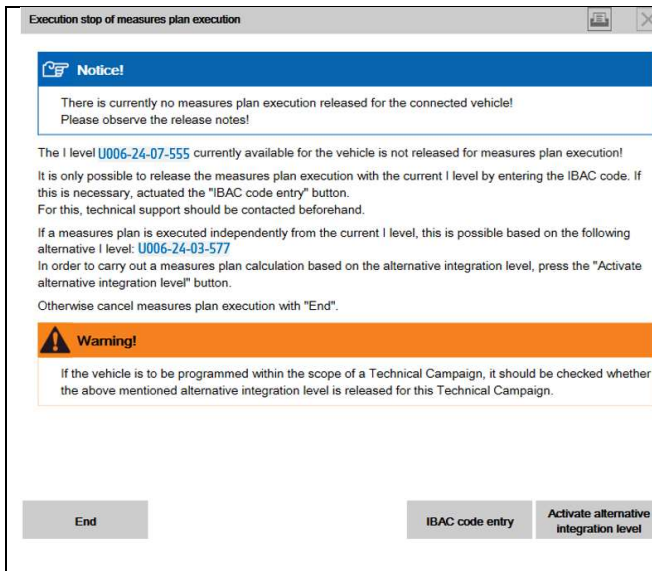 Execution stop of measures plan execution
Notice!
There is currently no measures plan execution released for the connected vehicle!
Please observe the release notes!
The I level U006-24-07-555 currently available for the vehicle is not released for measures plan execution!
It is only possible to release the measures plan execution with the current I level by entering the IBAC code. If
this is necessary, actuated the "IBAC code entry" button.
For this, technical support should be contacted beforehand.
If a measures plan is executed independently from the current I level, this is possible based on the following
alternative I level: U006-24-03-577
In order to carry out a measures plan calculation based on the alternative integration level, press the "Activate
alternative integration level" button.
Otherwise cancel measures plan execution with "End".
Warning!
If the vehicle is to be programmed within the scope of a Technical Campaign, it should be checked whether
the above mentioned alternative integration level is released for this Technical Campaign.
End
IBAC code entry
Activate alternative
integration level